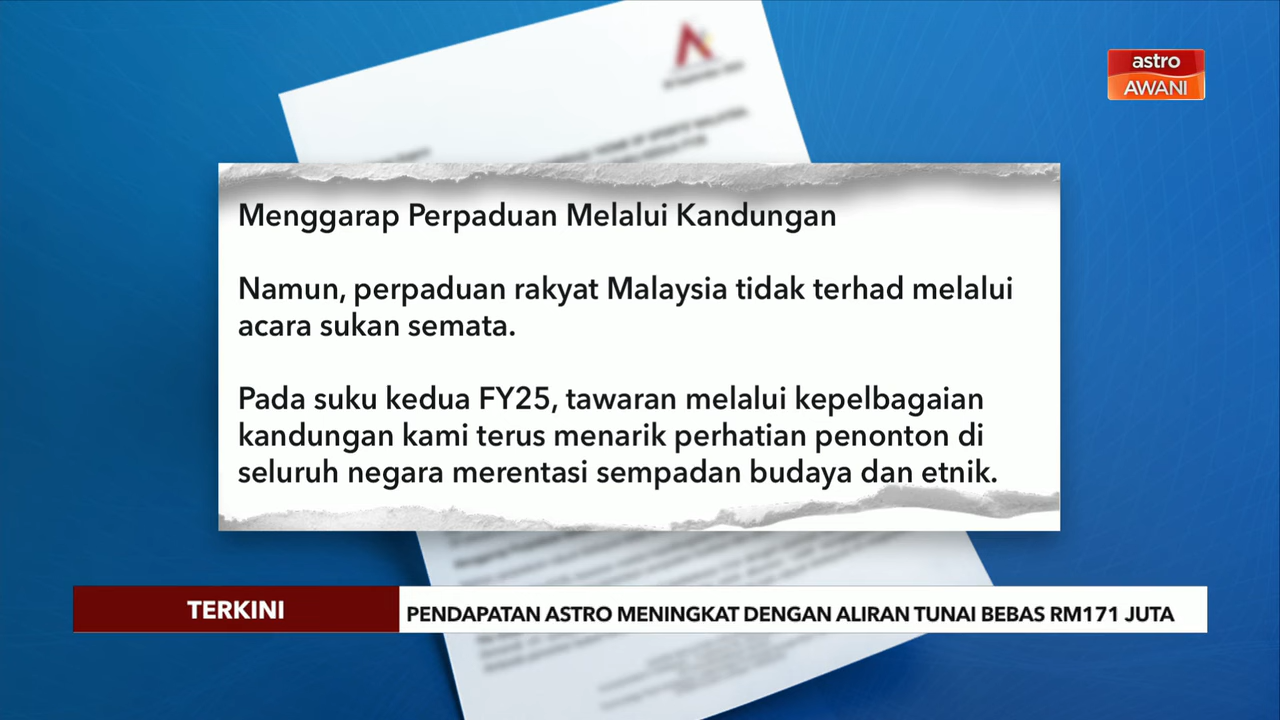 astro
AWANI
Menggarap Perpaduan Melalui Kandungan
Namun, perpaduan rakyat Malaysia tidak terhad melalui
acara sukan semata.
Pada suku kedua FY25, tawaran melalui kepelbagaian
kandungan kami terus menarik perhatian penonton di
seluruh negara merentasi sempadan budaya dan etnik.
TERKINI
PENDAPATAN ASTRO MENINGKAT DENGAN ALIRAN TUNAI BEBAS RM171 JUTA